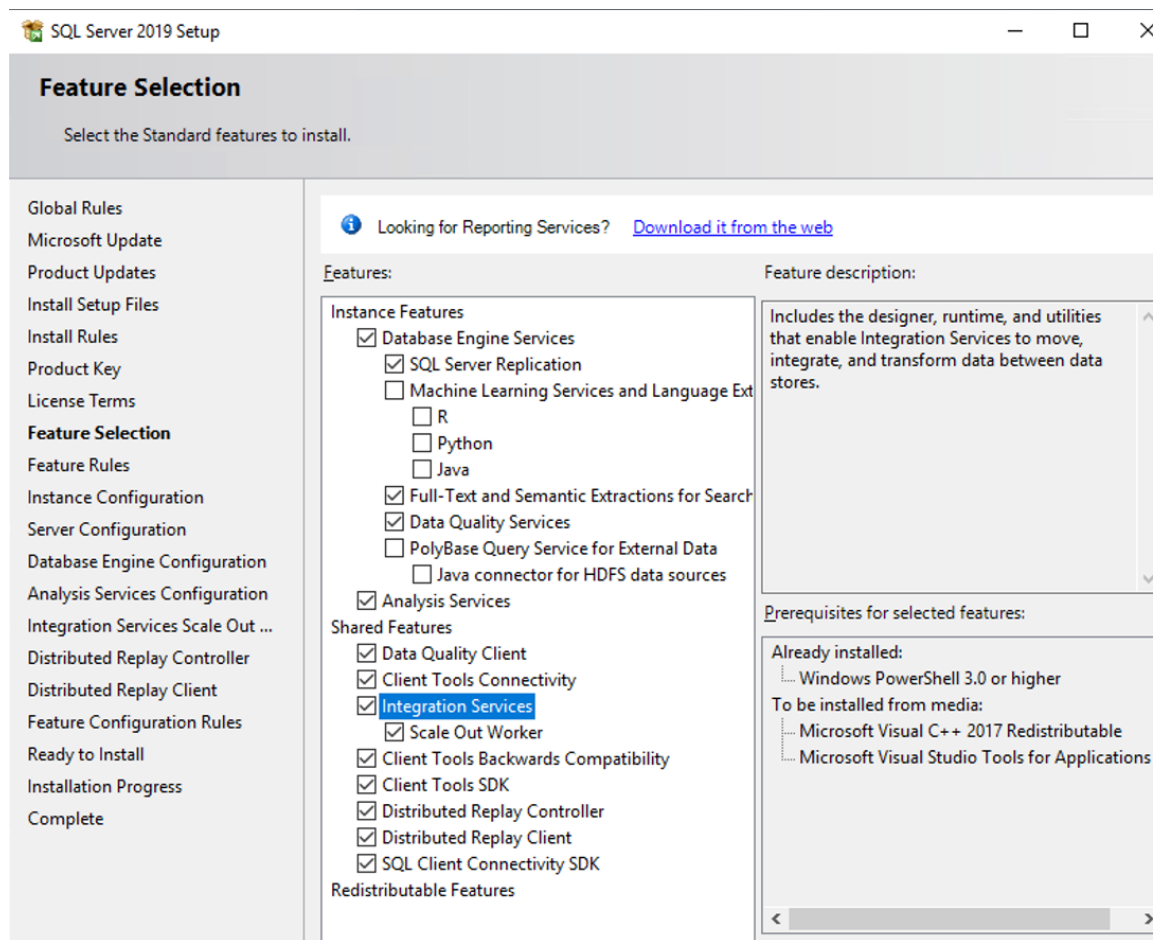 SQL Server 2019 Setup
Feature Selection
Select the Standard features to install.
Global Rules
Microsoft Update
Product Updates
Install Setup Files
Install Rules
Product Key
License Terms
Feature Selection
Feature Rules
Instance Configuration
Server Configuration
Database Engine Configuration
Analysis Services Configuration
Integration Services Scale Out ...
Distributed Replay Controller
Distributed Replay Client
Feature Configuration Rules
Ready to Install
Installation Progress
Complete
Looking for Reporting Services? Download it from the web
Features:
Instance Features
Database Engine Services
SQL Server Replication
Machine Learning Services and Language Ext
R
Python
Java
Full-Text and Semantic Extractions for Search
Data Quality Services
PolyBase Query Service for External Data
Java connector for HDFS data sources
Analysis Services
Shared Features
Data Quality Client
Client Tools Connectivity
Integration Services
Scale Out Worker
Client Tools Backwards Compatibility
Client Tools SDK
Distributed Replay Controller
Distributed Replay Client
SQL Client Connectivity SDK
Redistributable Features
Feature description:
Includes the designer, runtime, and utilities
that enable Integration Services to move,
integrate, and transform data between data
stores.
Prerequisites for selected features:
Already installed:
Windows PowerShell 3.0 or higher
To be installed from media:
Microsoft Visual C++ 2017 Redistributable
Microsoft Visual Studio Tools for Applications